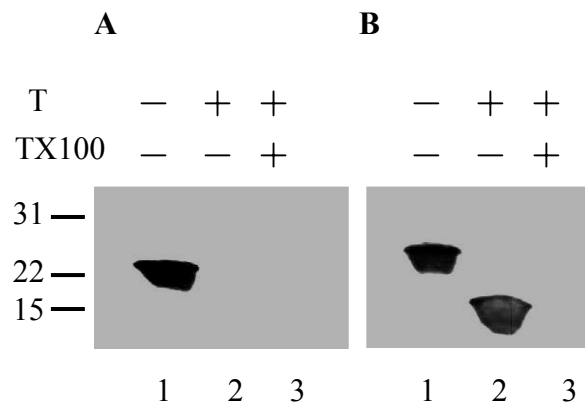 A B
T − + + − + +
TX100 − − + − − +
31
22
15
1 2 3 1 2 3